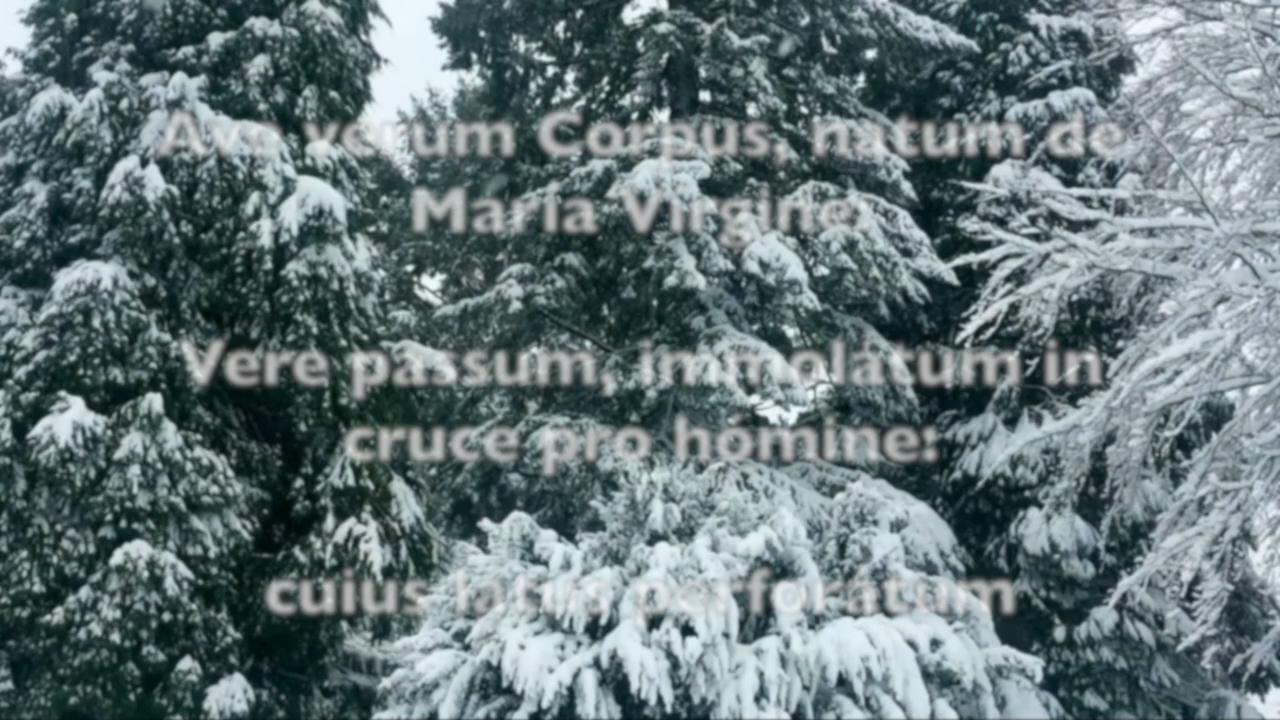 Ave verum Corpus, natum de
Maria Virgine:
Vere passum, immolatum in
cruce pro homine:
cuius latus perforatum